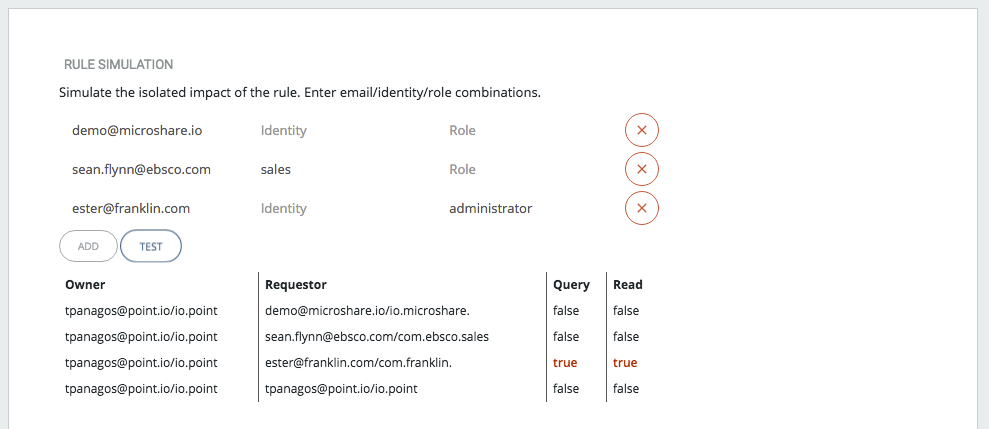 RULE SIMULATION
Simulate the isolated impact of the rule. Enter email/identity/role combinations.
demo@microshare.io Identity Role
sean.flynn@ebsco.com sales Role
ester@franklin.com Identity administrator
ADD TEST
Owner Requestor Query Read
tpanagos@point.io/io.point demo@microshare.io/io.microshare. false false
tpanagos@point.io/io.point sean.flynn@ebsco.com/com.ebsco.sales false false
tpanagos@point.io/io.point ester@franklin.com/com.franklin. true true
tpanagos@point.io/io.point tpanagos@point.io/io.point false false